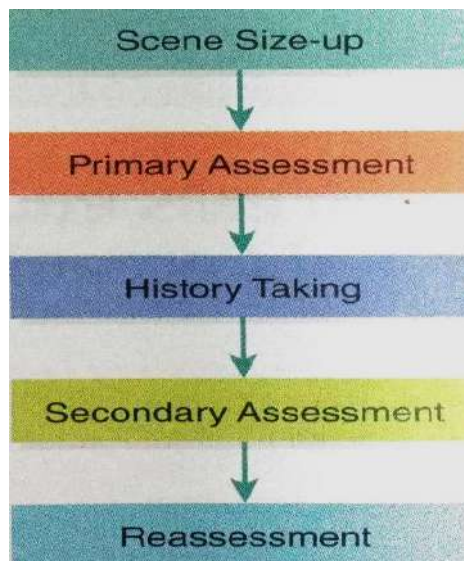 Scene Size-up
Primary Assessment
History Taking
Secondary Assessment
Reassessment